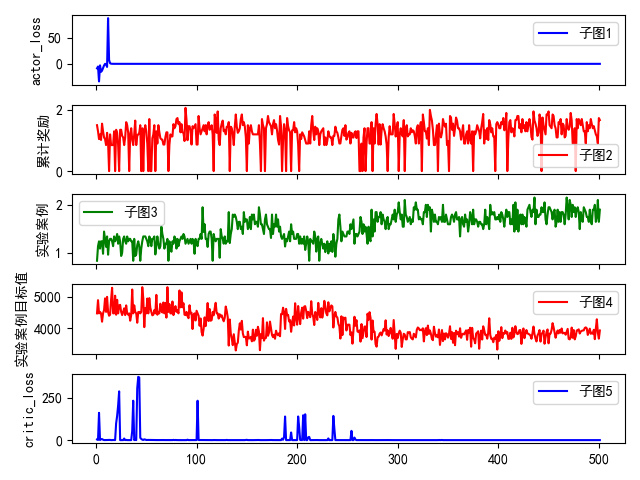 actor_loss
50
0
子图1
累计奖励
2
0
子图2
实验案例
2
1
子图3
实验案例目标值
5000
4000
子图4
critic_loss
250
0
子图5
0 100 200 300 400 500